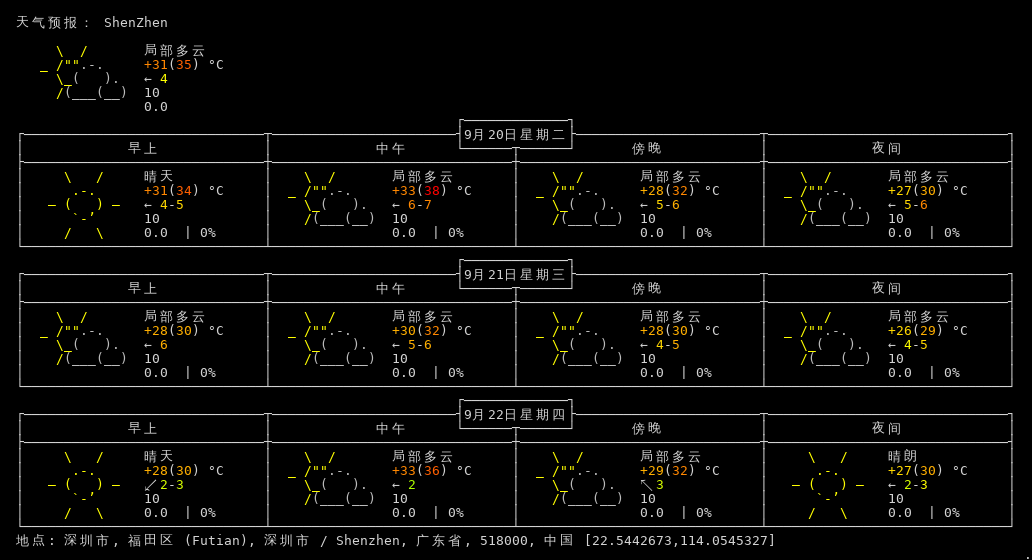 天气预报： ShenZhen
局部多云
+31(35) °C
← 4
10
0.0
9月20日星期二
早上 中午 傍晚 夜间
晴天 局部多云 局部多云 局部多云
+31(34) °C +33(38) °C +28(32) °C +27(30) °C
← 4-5 ← 6-7 ← 5-6 ← 5-6
10 10 10 10
0.0 | 0% 0.0 | 0% 0.0 | 0% 0.0 | 0%
9月21日星期三
早上 中午 傍晚 夜间
局部多云 局部多云 局部多云 局部多云
+28(30) °C +30(32) °C +28(30) °C +26(29) °C
← 6 ← 5-6 ← 4-5 ← 4-5
10 10 10 10
0.0 | 0% 0.0 | 0% 0.0 | 0% 0.0 | 0%
9月22日星期四
早上 中午 傍晚 夜间
晴天 局部多云 局部多云 晴朗
+28(30) °C +33(36) °C +29(32) °C +27(30) °C
↙ 2-3 ← 2 ↖ 3 ← 2-3
10 10 10 10
0.0 | 0% 0.0 | 0% 0.0 | 0% 0.0 | 0%
地点: 深圳市, 福田区 (Futian), 深圳市 / Shenzhen, 广东省, 518000, 中国 [22.5442673,114.0545327]